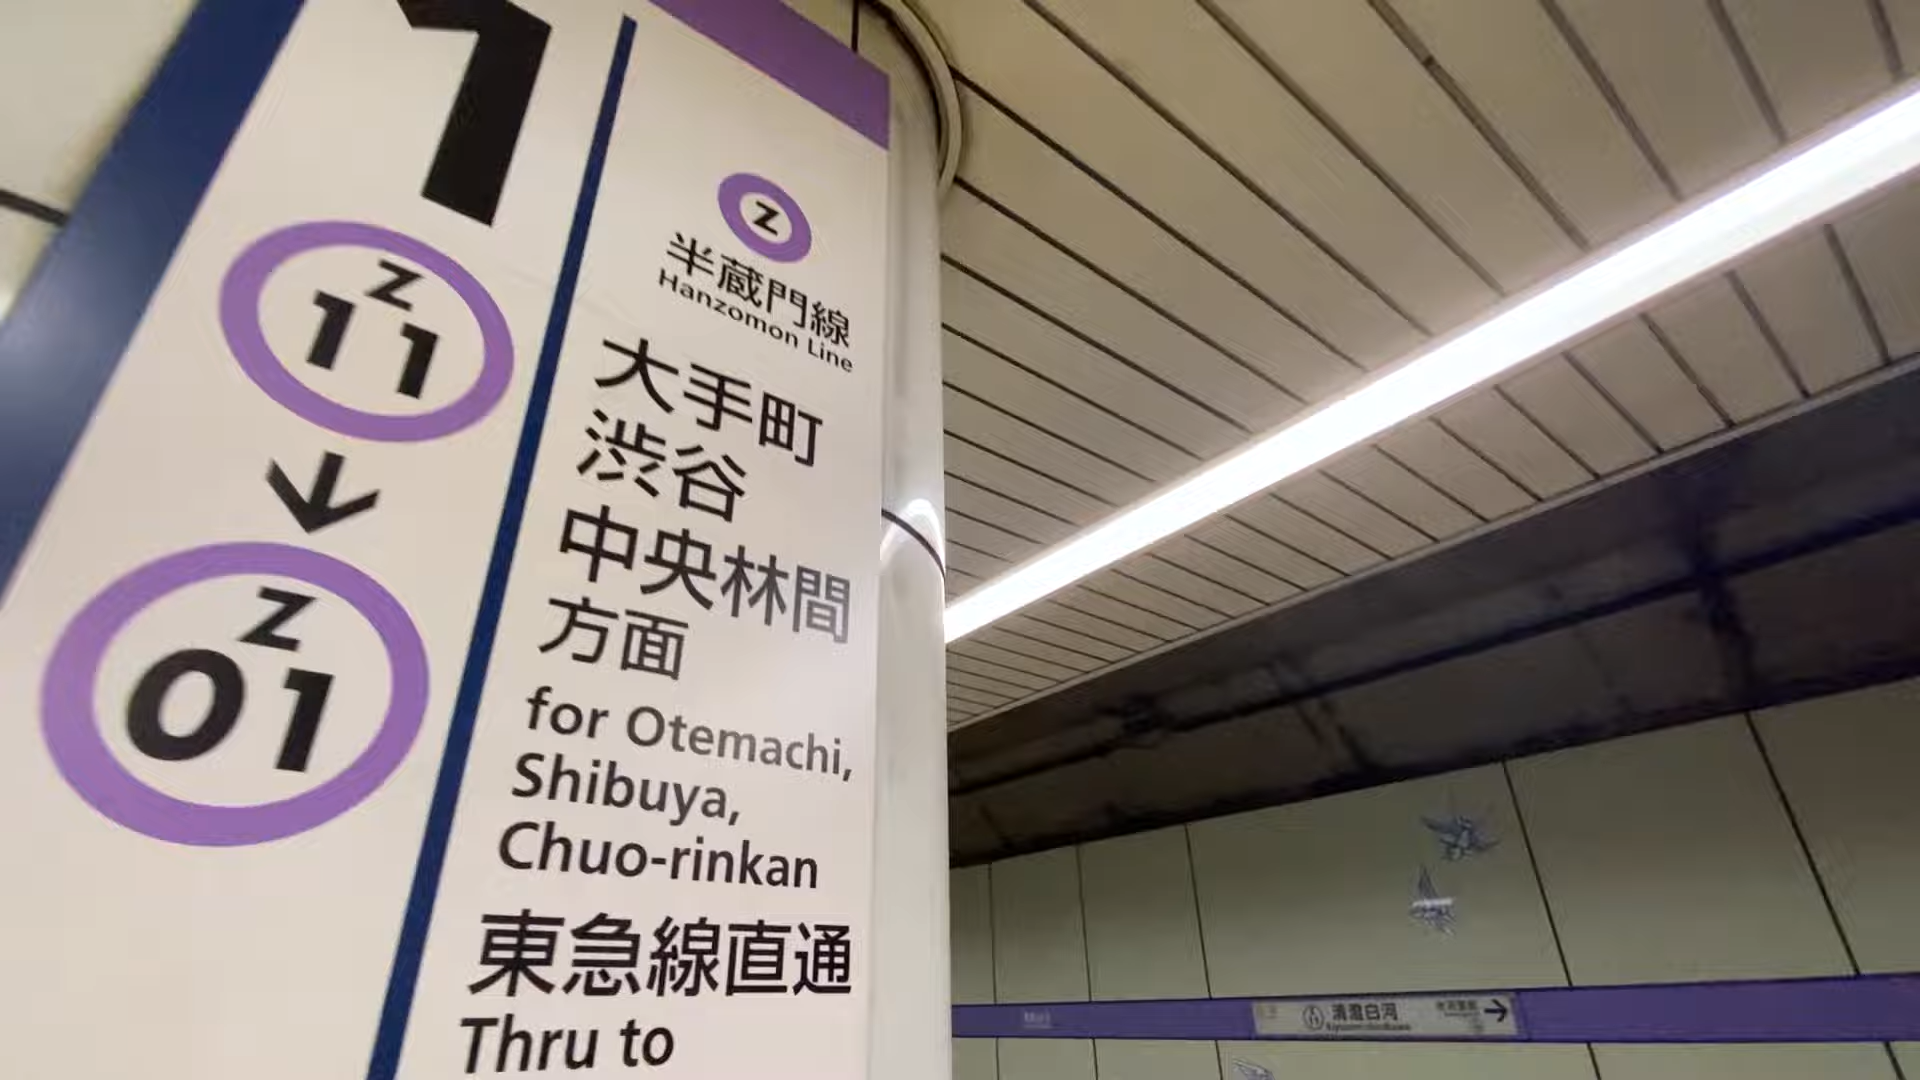 1
Z
11
Z
01
Z
半蔵門線
Hanzomon Line
大手町
渋谷
中央林間
方面
for Otemachi,
Shibuya,
Chuo-rinkan
東急線直通
Thru to
清澄白河